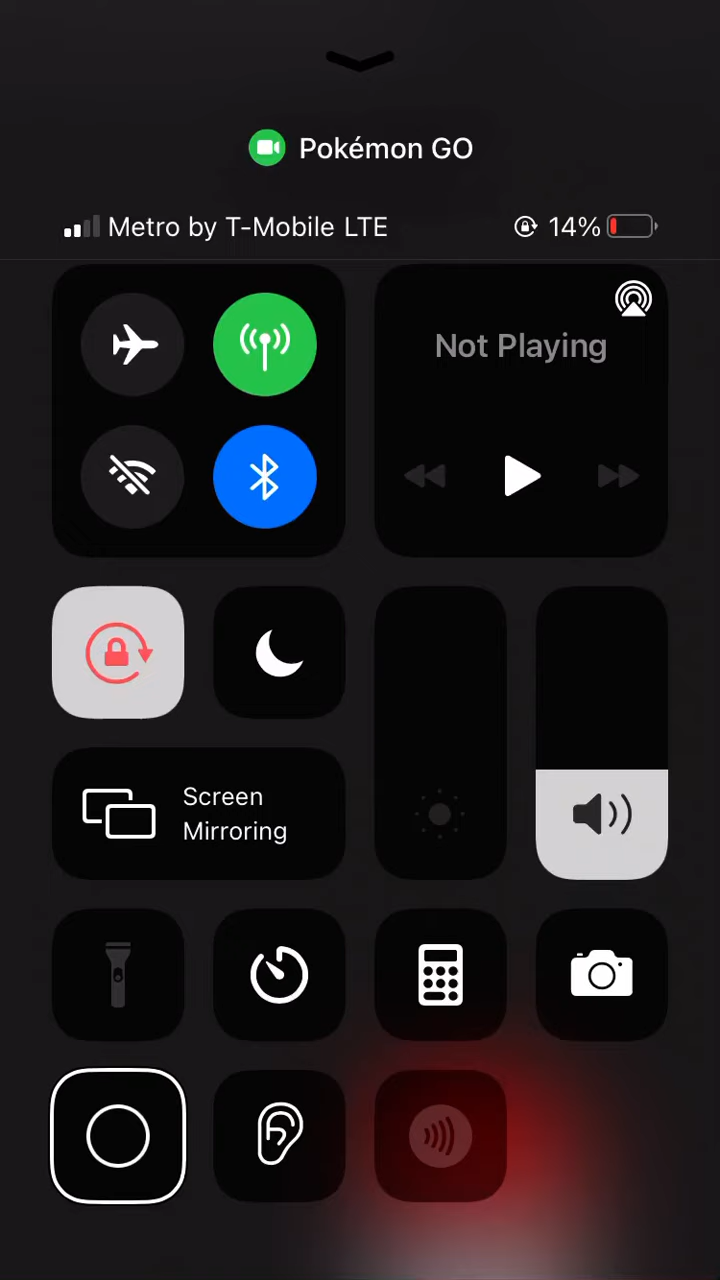 Pokémon GO
Metro by T-Mobile LTE 14%
Not Playing
Screen
Mirroring